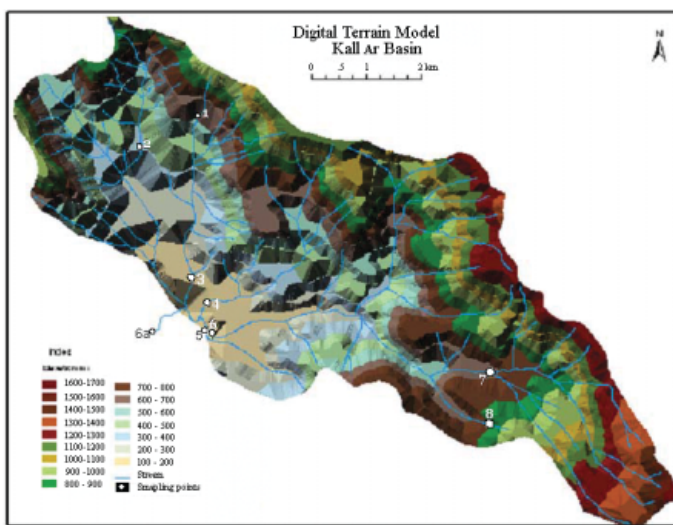 Digital Terrain Model
Kall Ar Basin
0 .5 1 2 km
N
1
2
3
4
6a
5
6
7
8
Index
1600-1700
1500-1600
1400-1500
1300-1400
1200-1300
1100-1200
1000-1100
900-1000
800-900
700 - 800
600 - 700
500 - 600
400 - 500
300 - 400
200 - 300
100 - 200
Stream
Smapling points